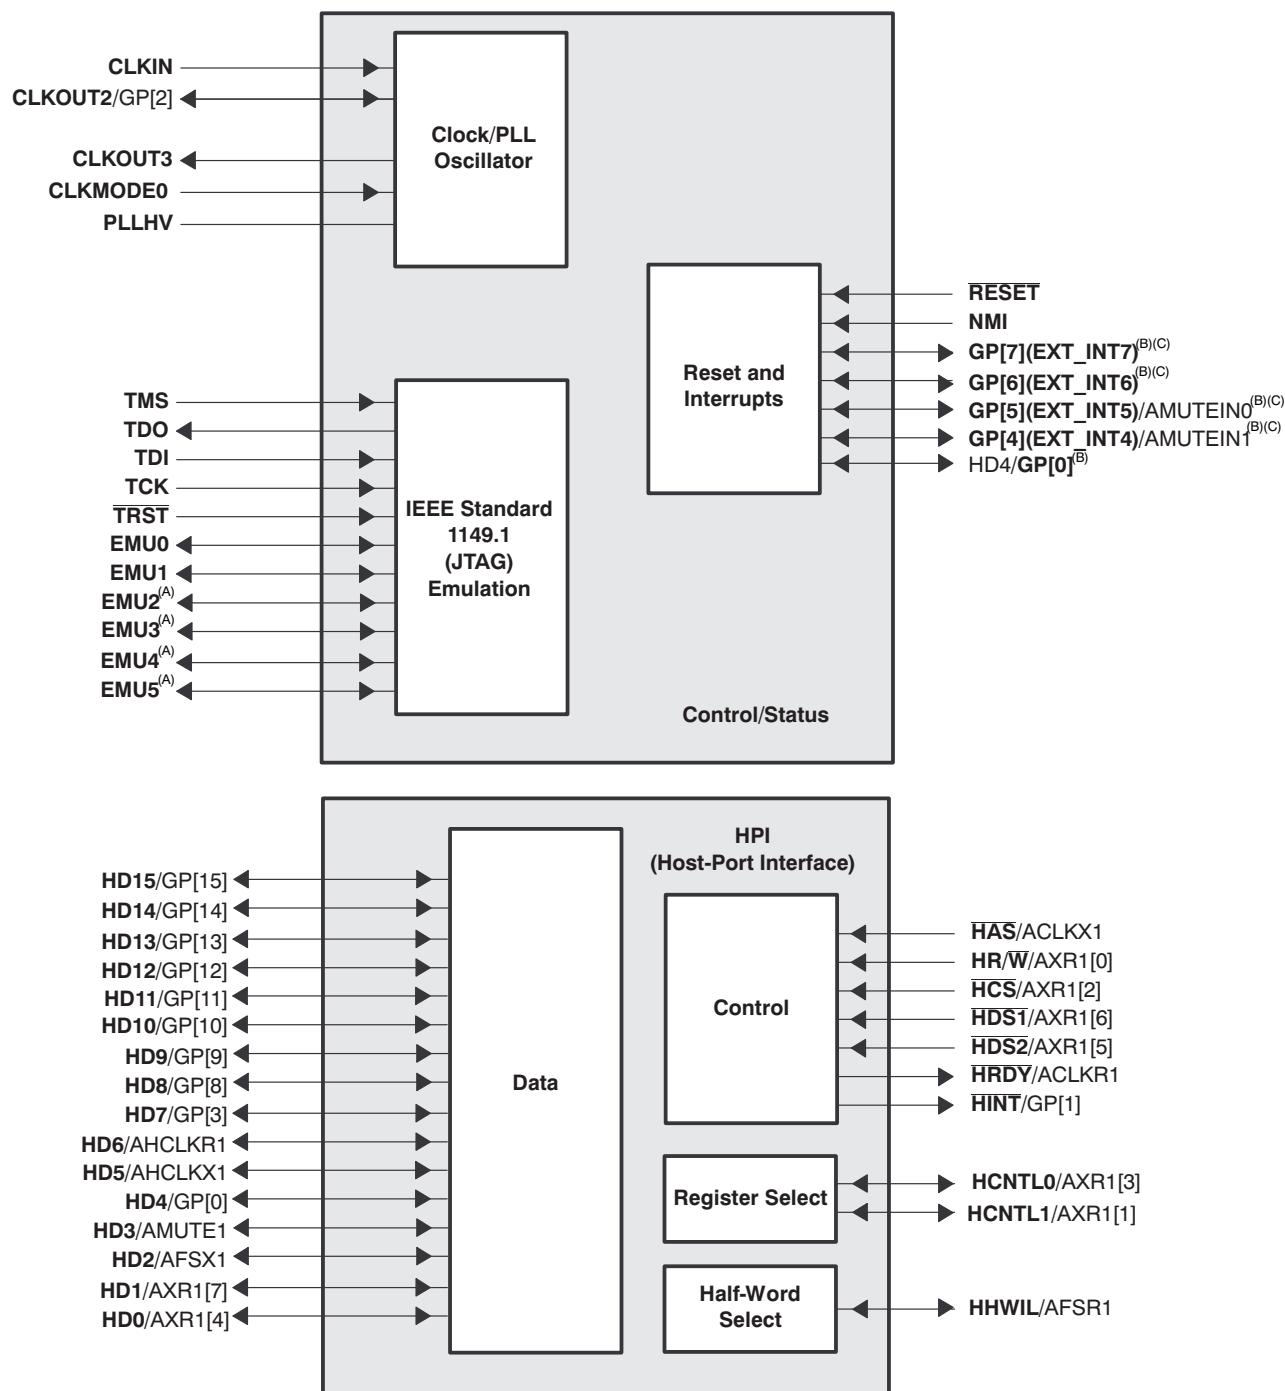 CLKIN
CLKOUT2/GP[2]
CLKOUT3
CLKMODE0
PLLHV
Clock/PLL
Oscillator
TMS
TDO
TDI
TCK
TRST
EMU0
EMU1
EMU2(A)
EMU3(A)
EMU4(A)
EMU5(A)
IEEE Standard
1149.1
(JTAG)
Emulation
Reset and
Interrupts
RESET
NMI
GP[7](EXT_INT7)(B)(C)
GP[6](EXT_INT6)(B)(C)
GP[5](EXT_INT5)/AMUTEIN0(B)(C)
GP[4](EXT_INT4)/AMUTEIN1(B)(C)
HD4/GP[0](B)
Control/Status
HD15/GP[15]
HD14/GP[14]
HD13/GP[13]
HD12/GP[12]
HD11/GP[11]
HD10/GP[10]
HD9/GP[9]
HD8/GP[8]
HD7/GP[3]
HD6/AHCLKR1
HD5/AHCLKX1
HD4/GP[0]
HD3/AMUTE1
HD2/AFSX1
HD1/AXR1[7]
HD0/AXR1[4]
Data
HPI
(Host-Port Interface)
Control
HAS/ACLKX1
HR/W/AXR1[0]
HCS/AXR1[2]
HDS1/AXR1[6]
HDS2/AXR1[5]
HRDY/ACLKR1
HINT/GP[1]
Register Select
HCNTL0/AXR1[3]
HCNTL1/AXR1[1]
Half-Word
Select
HHWIL/AFSR1